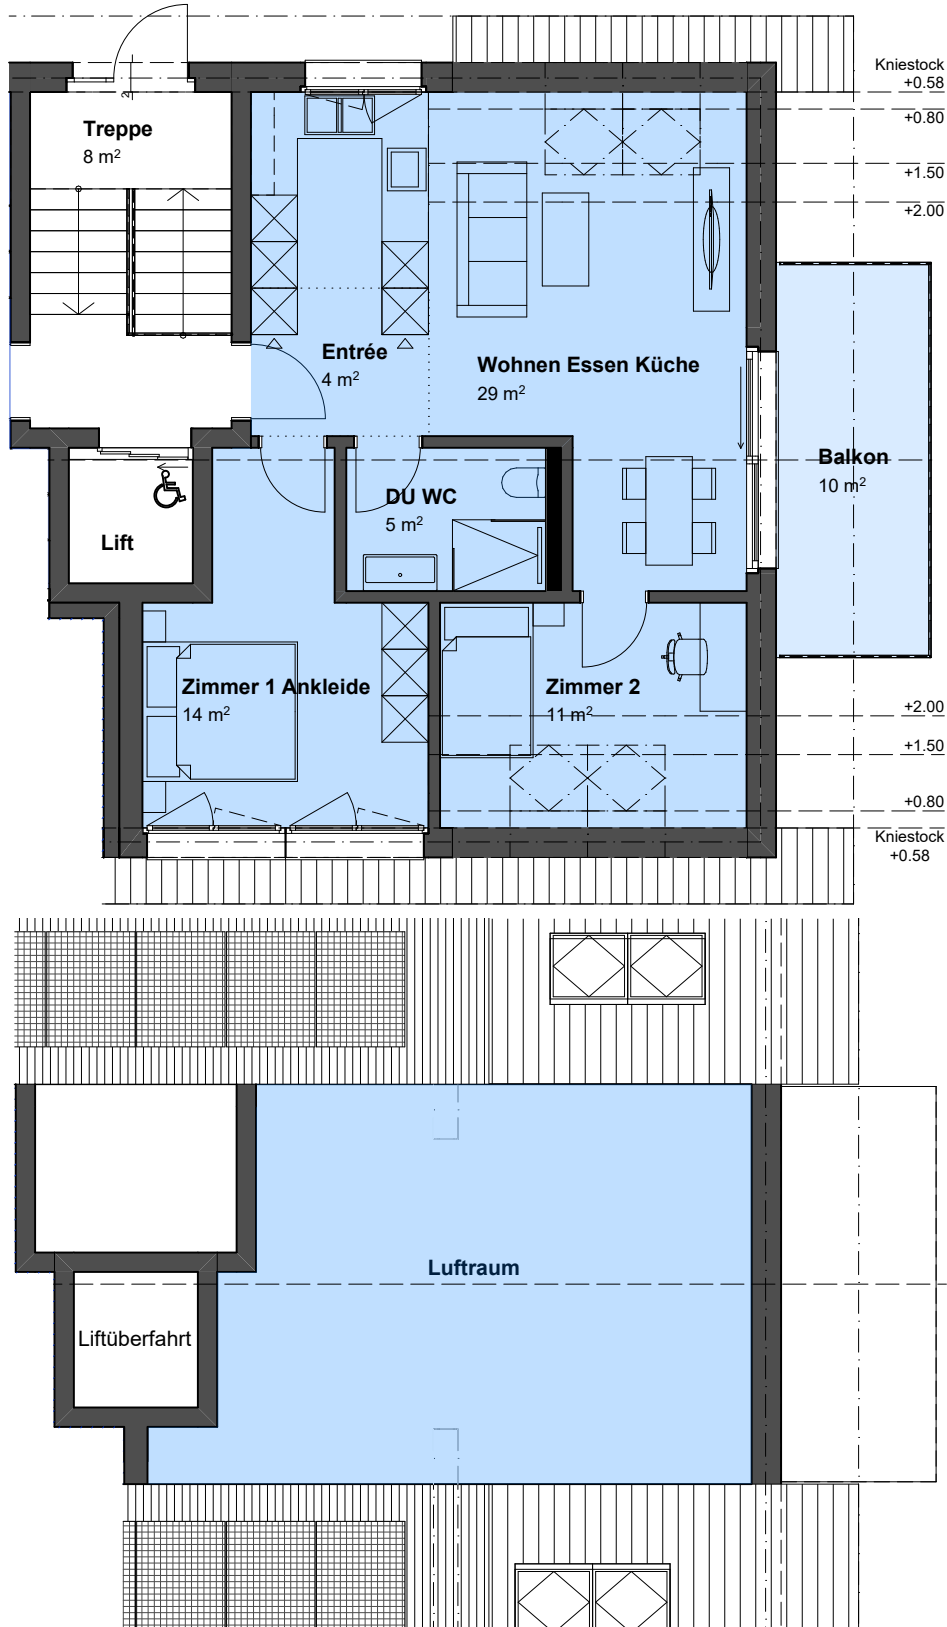 Kniestock
+0.58
+0.80
Treppe
8 m²
+1.50
+2.00
Entrée
4 m²
Wohnen Essen Küche
29 m²
Balkon
10 m²
DU WC
5 m²
Lift
Zimmer 1 Ankleide
14 m²
Zimmer 2
11 m²
+2.00
+1.50
+0.80
Kniestock
+0.58
Luftraum
Liftüberfahrt